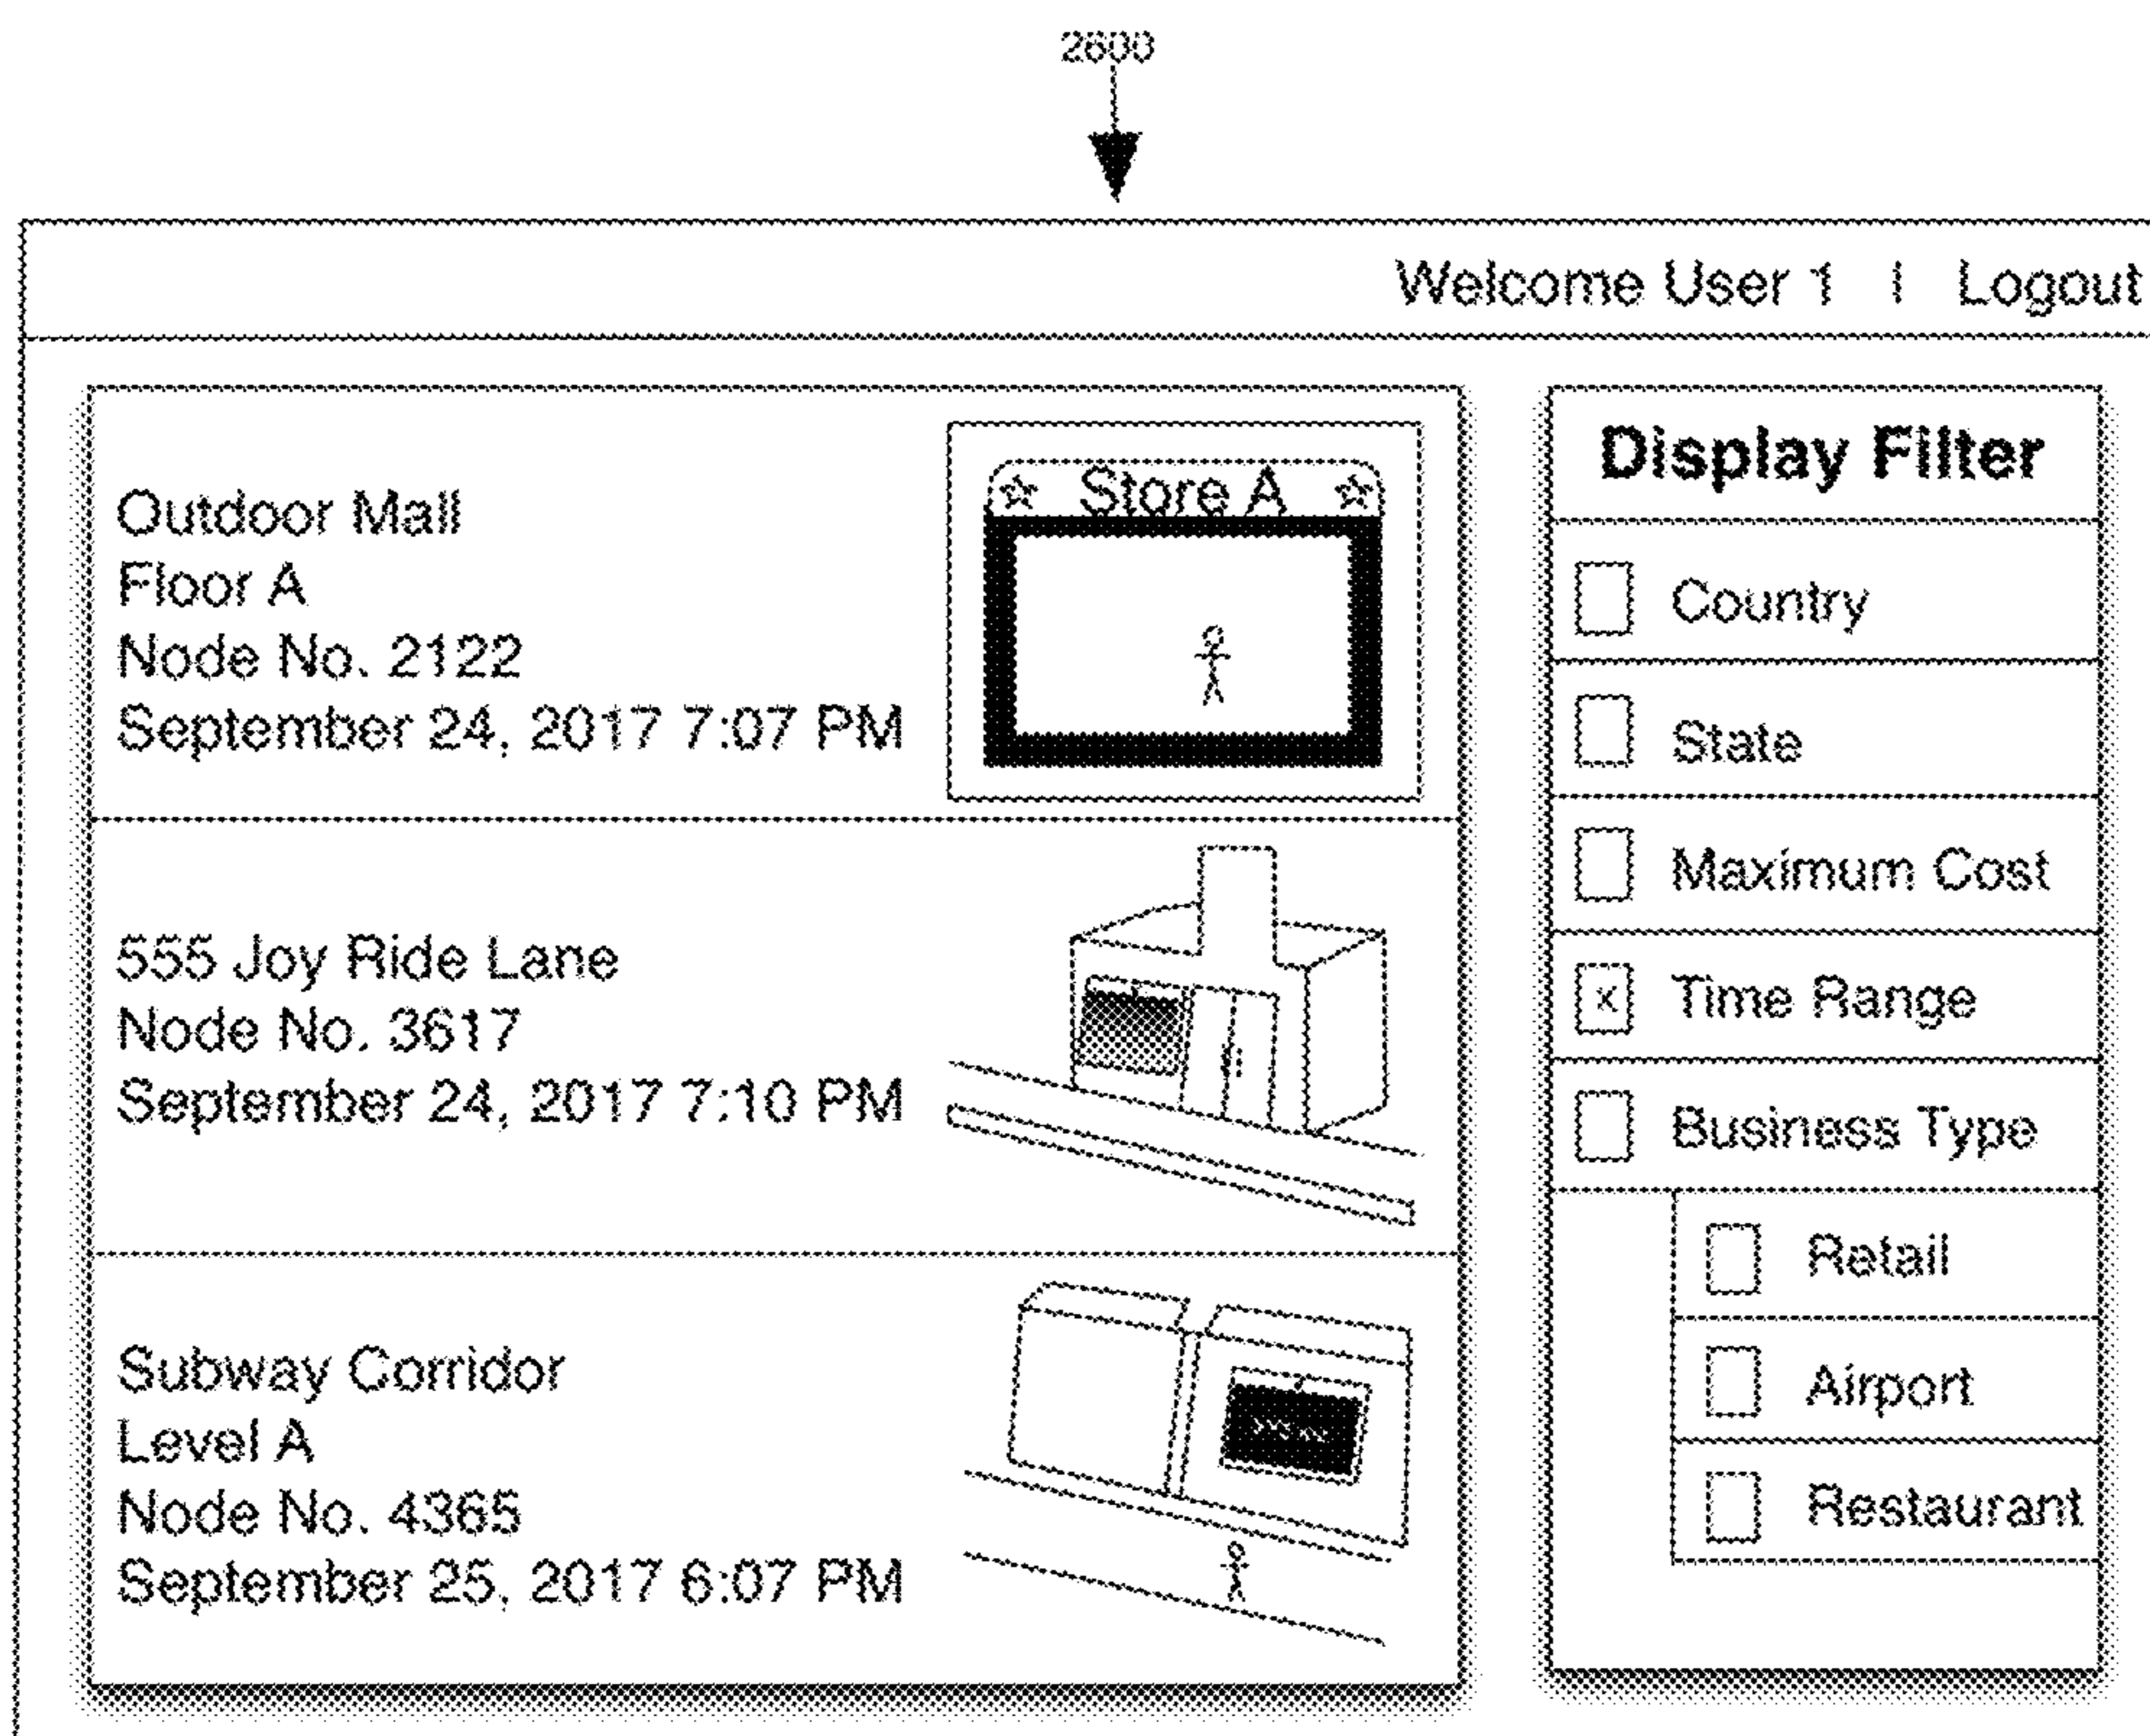 2600
Welcome User 1 | Logout
Outdoor Mall
Floor A
Node No. 2122
September 24, 2017 7:07 PM
Store A
555 Joy Ride Lane
Node No. 3617
September 24, 2017 7:10 PM
Subway Corridor
Level A
Node No. 4365
September 25, 2017 6:07 PM
Display Filter
Country
State
Maximum Cost
x Time Range
Business Type
Retail
Airport
Restaurant